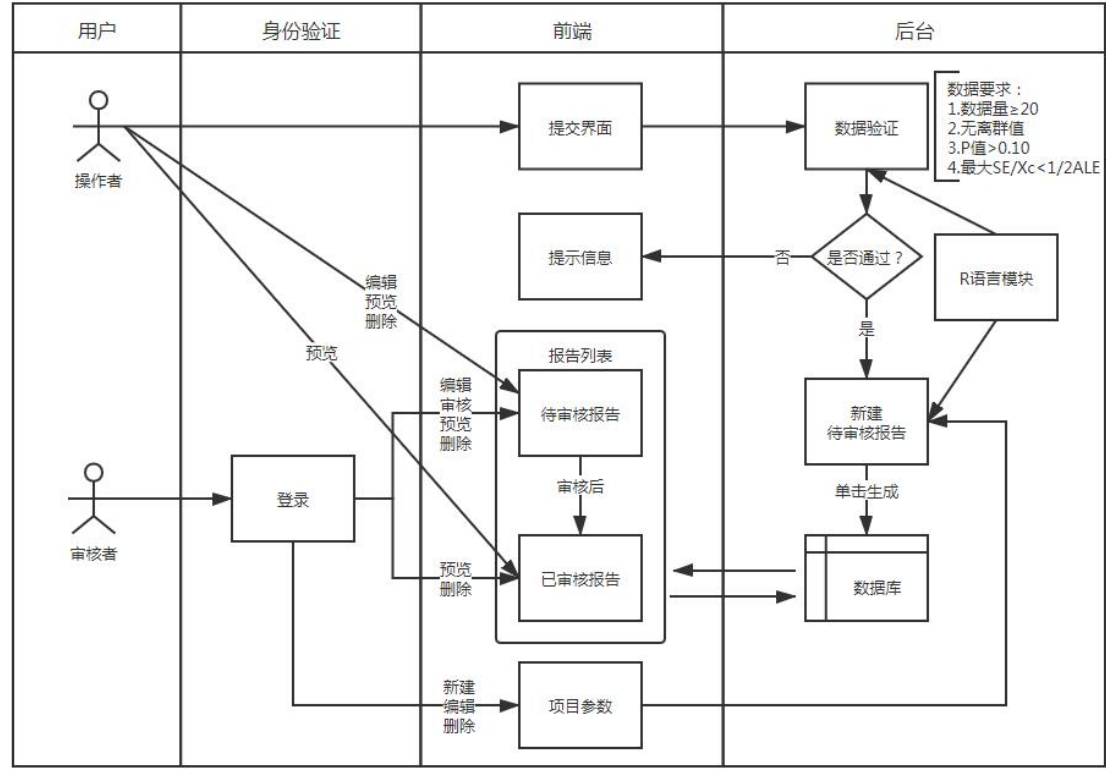 用户
身份验证
前端
后台
操作者
提交界面
数据验证
数据要求：
1.数据量≥20
2.无离群值
3.P值>0.10
4.最大SE/Xc<1/2ALE
提示信息
否
是否通过？
R语言模块
是
编辑
预览
删除
预览
报告列表
待审核报告
编辑
审核
预览
删除
审核后
已审核报告
预览
删除
新建
待审核报告
单击生成
数据库
审核者
登录
新建
编辑
删除
项目参数